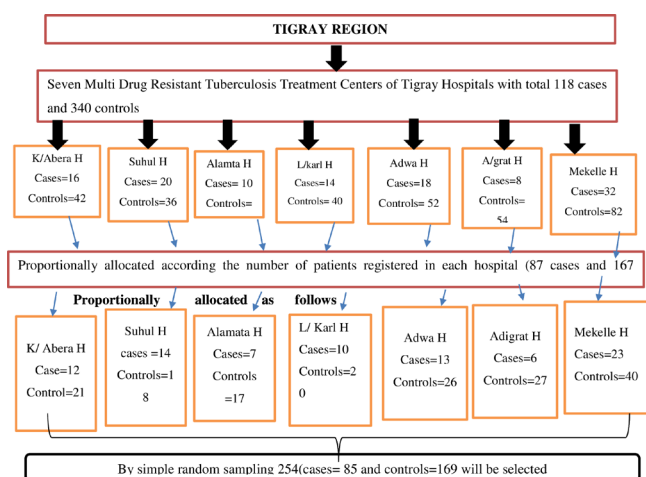 TIGRAY REGION
Seven Multi Drug Resistant Tuberculosis Treatment Centers of Tigray Hospitals with total 118 cases
and 340 controls
K/Abera H
Cases=16
Controls=42
Suhul H
Cases= 20
Controls=36
Alamta H
Cases= 10
Controls=
L/karl H
Cases=14
Controls= 40
Adwa H
Cases=18
Controls= 52
A/grat H
Cases=8
Controls=
54
Mekelle H
Cases=32
Controls=82
Proportionally allocated according the number of patients registered in each hospital (87 cases and 167
Proportionally allocated as follows
K/ Abera H
Case=12
Control=21
Suhul H
cases =14
Controls=1
8
Alamata H
Cases=7
Controls
=17
L/ Karl H
Cases=10
Controls=2
0
Adwa H
Cases=13
Controls=26
Adigrat H
Cases=6
Controls=27
Mekelle H
Cases=23
Controls=40
By simple random sampling 254(cases= 85 and controls=169 will be selected